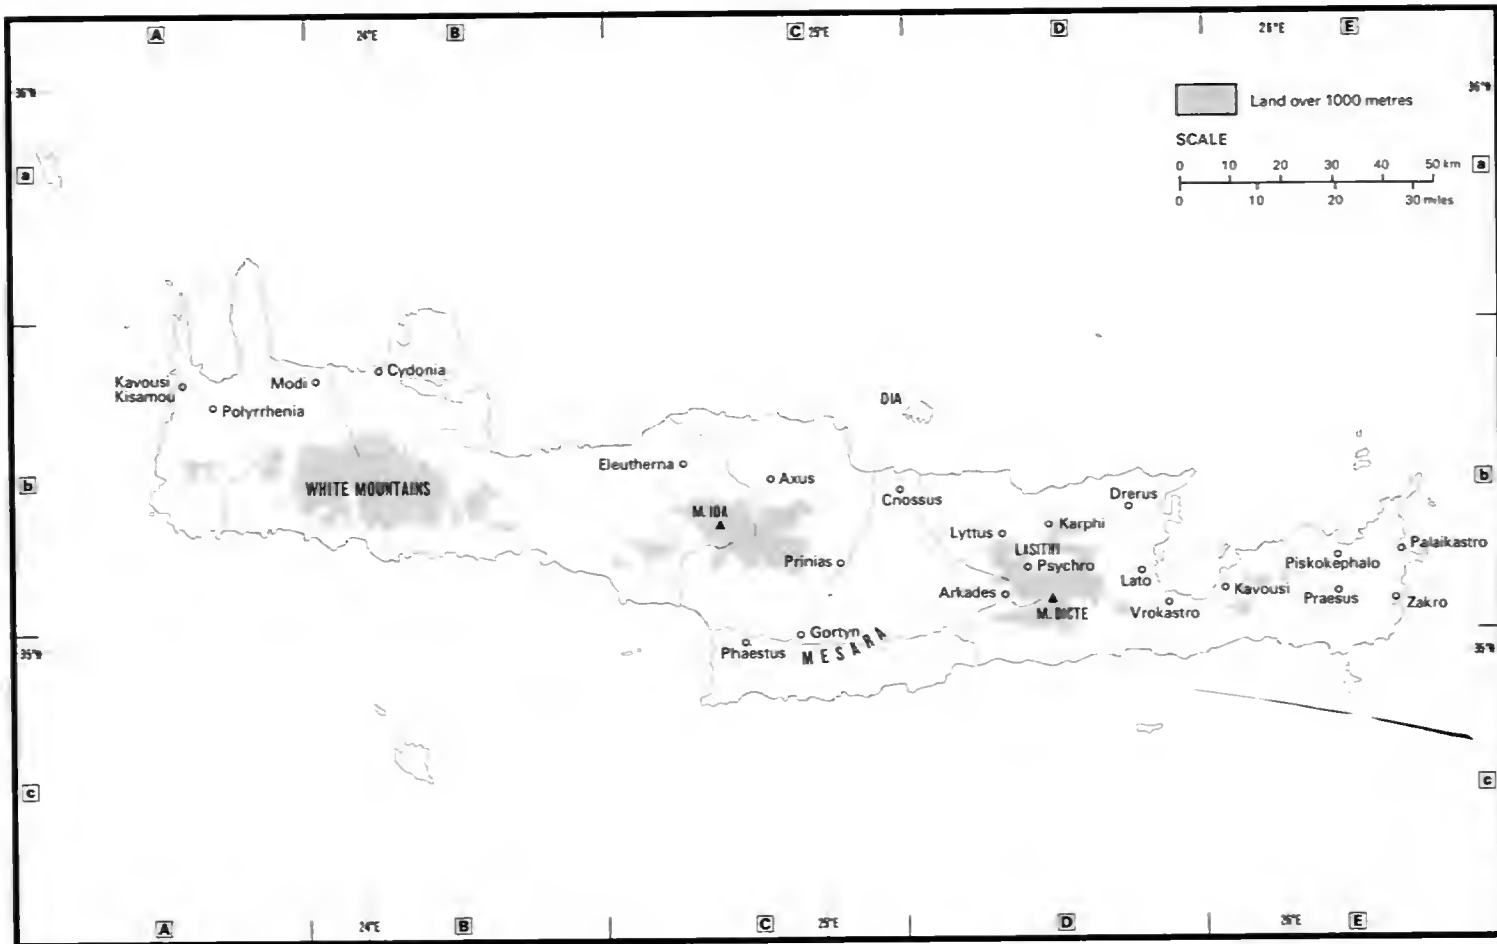 A 24°E B C 25°E D 26°E E
36°N 36°N
Land over 1000 metres
SCALE
0 10 20 30 40 50 km
0 10 20 30 miles
a a
Cydonia
Kavousi
Kisamou
Modi
Polyrrhenia
DIA
Eleutherna
Axus
b b
WHITE MOUNTAINS
Cnossus
Drerus
M. IDA
Karphi
Lyttus
Palaikastro
LASITHI
Prinias
Psychro
Piskokephalo
Lato
Kavousi
Arkades
Praesus
Zakro
M. DICTE
Vrokastro
Gortyn
Phaestus
MESARA
35°N 35°N
c c
A 24°E B C 25°E D 26°E E